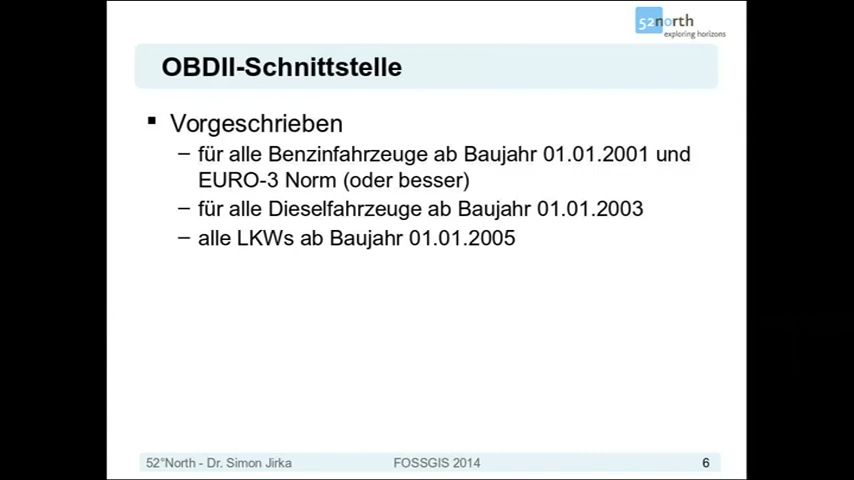 52north
exploring horizons
OBDII-Schnittstelle
▪ Vorgeschrieben
– für alle Benzinfahrzeuge ab Baujahr 01.01.2001 und
EURO-3 Norm (oder besser)
– für alle Dieselfahrzeuge ab Baujahr 01.01.2003
– alle LKWs ab Baujahr 01.01.2005
52°North - Dr. Simon Jirka FOSSGIS 2014 6